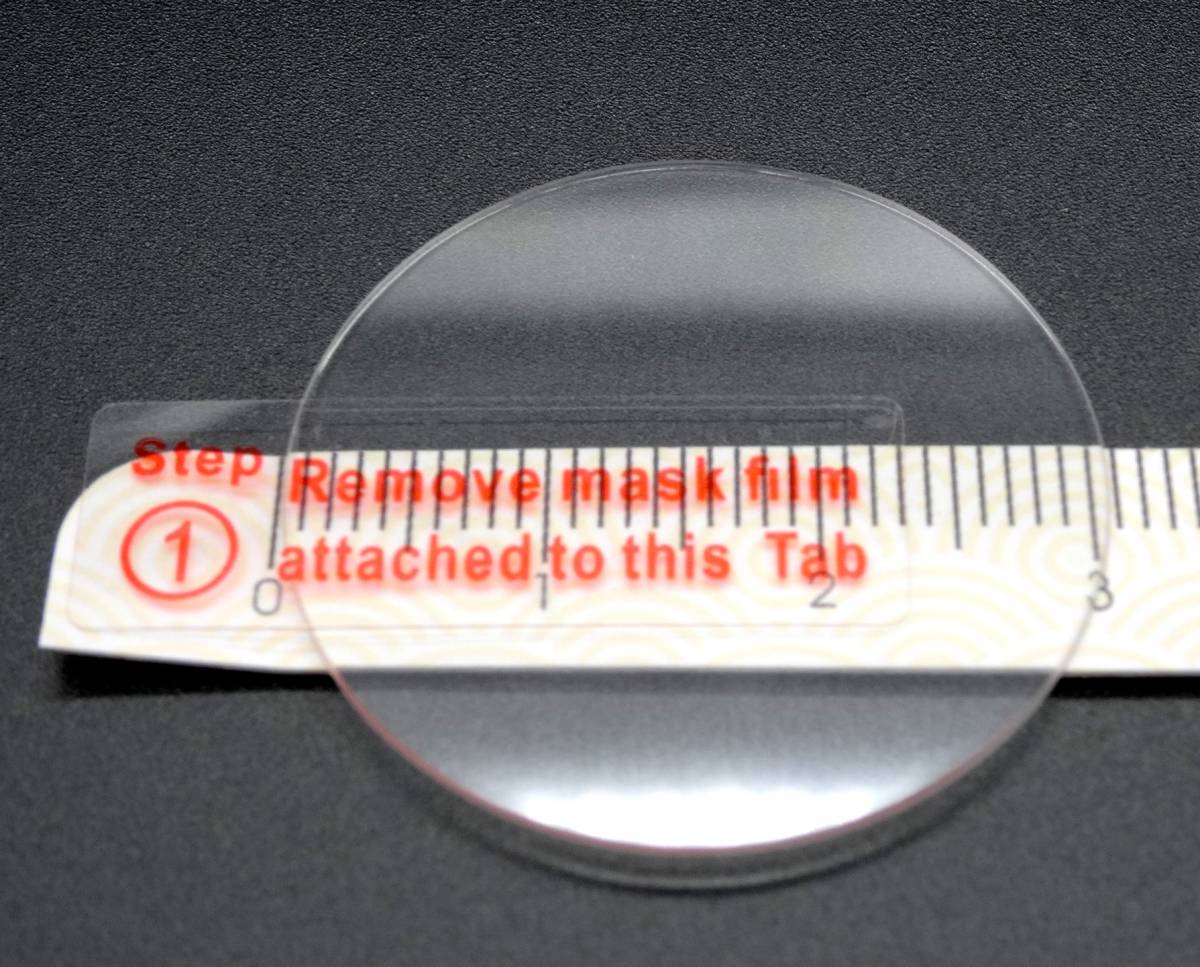 Step Remove mask film
① attached to this Tab
0 1 2 3